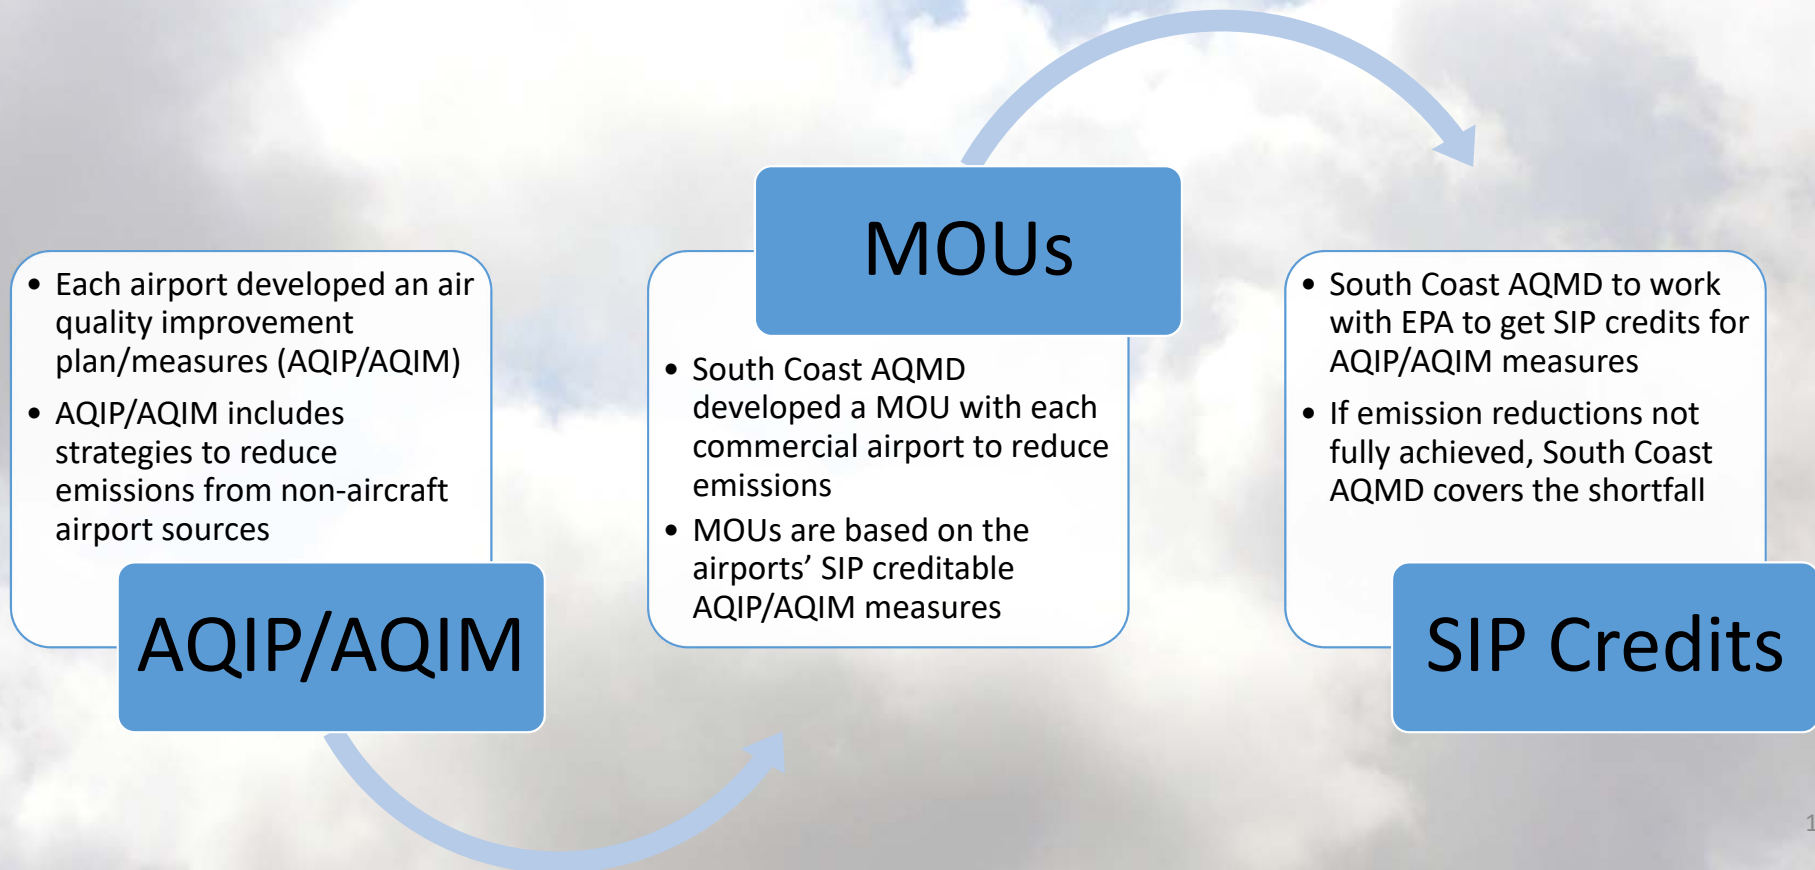 • Each airport developed an air
quality improvement
plan/measures (AQIP/AQIM)
• AQIP/AQIM includes
strategies to reduce
emissions from non-aircraft
airport sources
AQIP/AQIM
MOUs
• South Coast AQMD
developed a MOU with each
commercial airport to reduce
emissions
• MOUs are based on the
airports’ SIP creditable
AQIP/AQIM measures
• South Coast AQMD to work
with EPA to get SIP credits for
AQIP/AQIM measures
• If emission reductions not
fully achieved, South Coast
AQMD covers the shortfall
SIP Credits
1